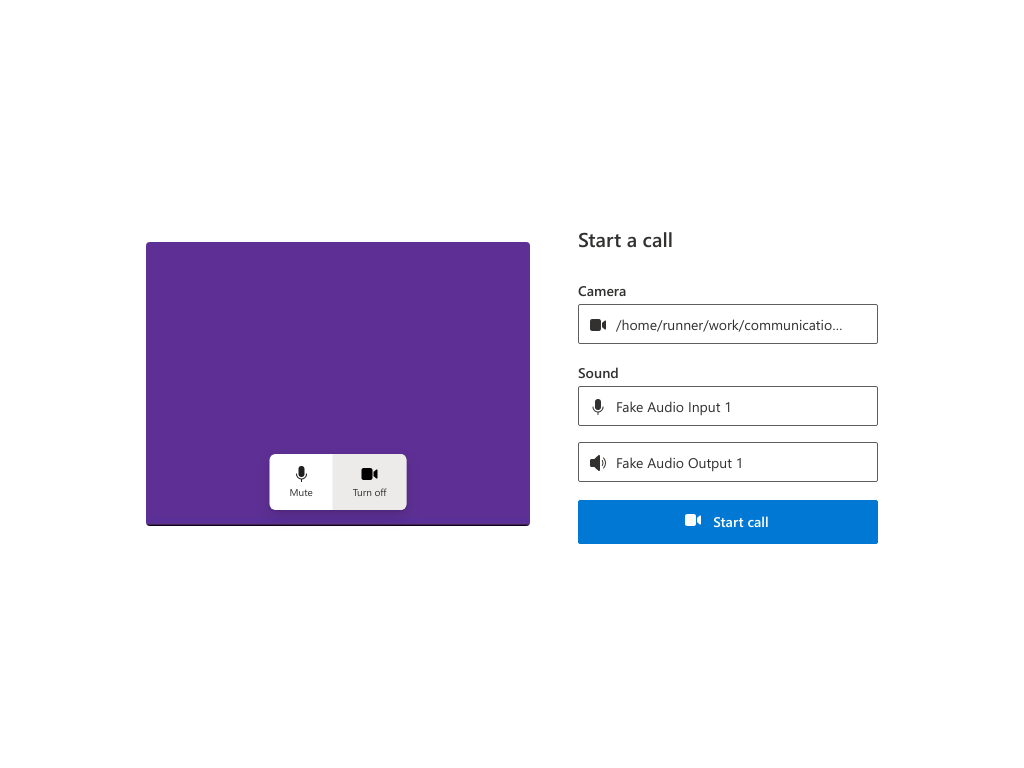 Start a call
Camera
/home/runner/work/communicatio...
Sound
Fake Audio Input 1
Fake Audio Output 1
Start call
Mute
Turn off